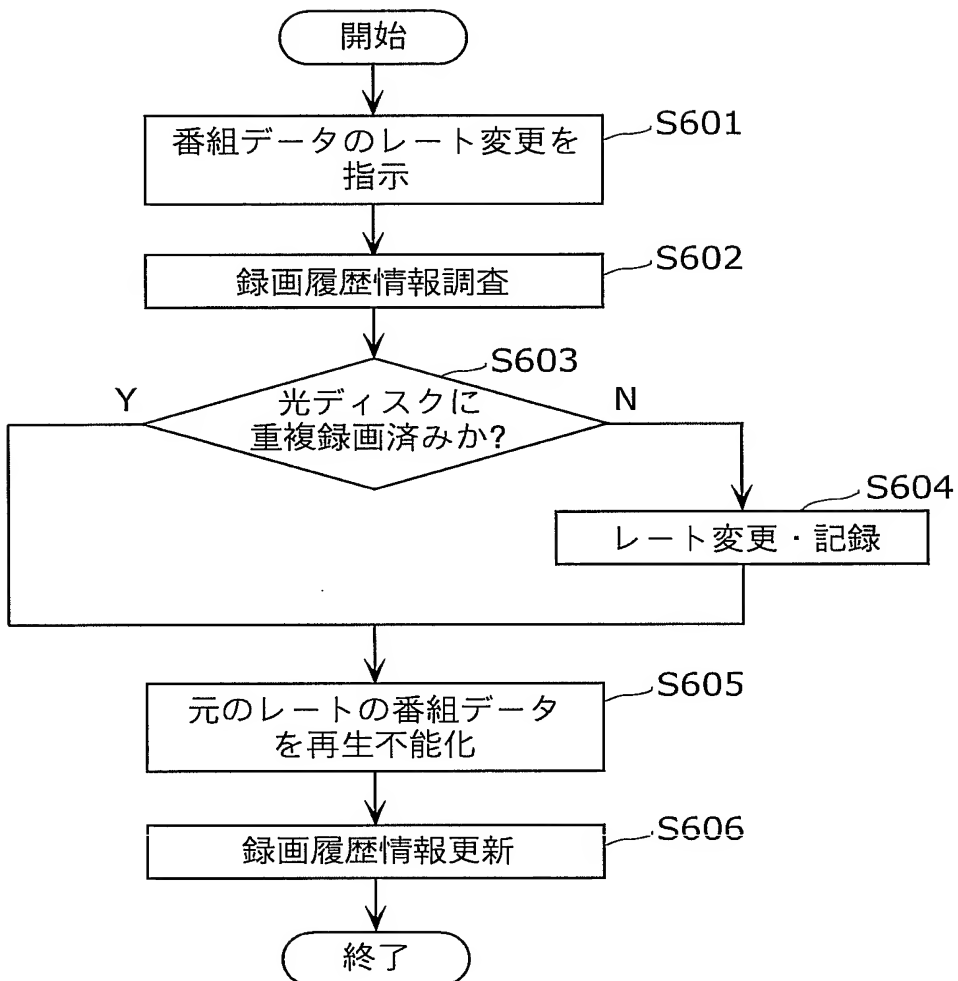 開始
番組データのレート変更を
指示
S601
録画履歴情報調査
S602
S603
光ディスクに
重複録画済みか?
Y
N
S604
レート変更・記録
元のレートの番組データ
を再生不能化
S605
録画履歴情報更新
S606
終了